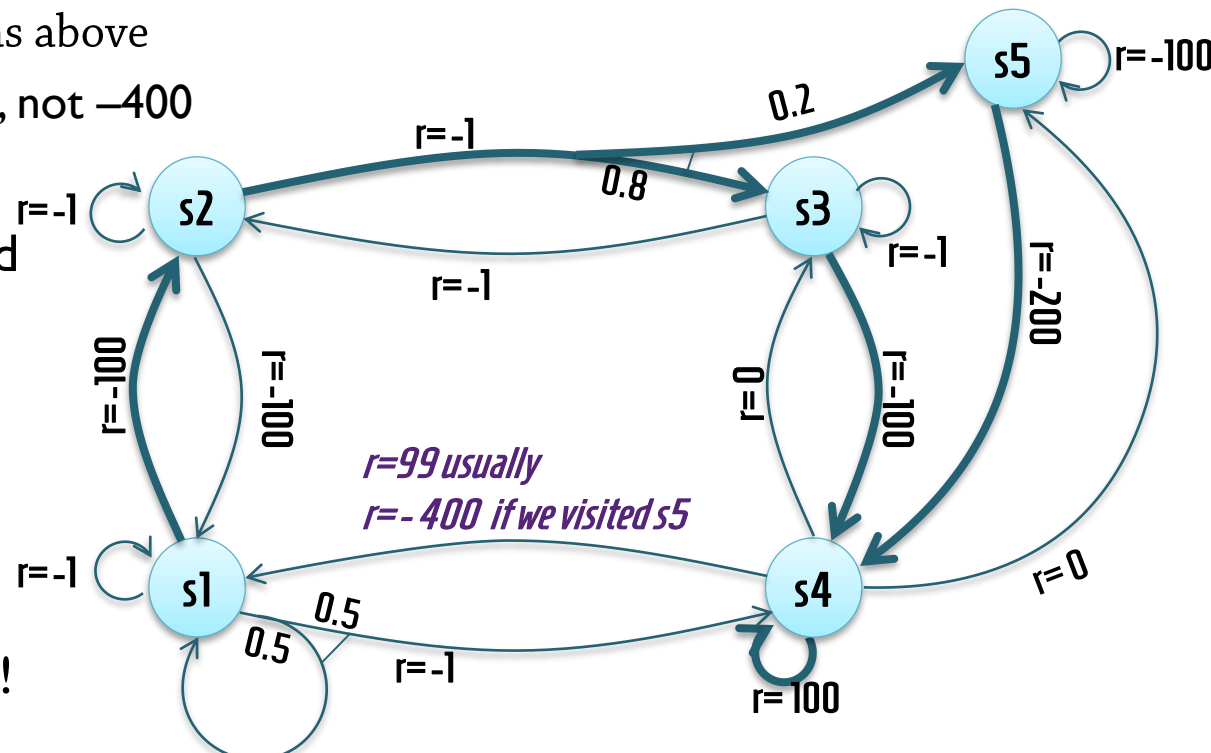 as above
, not –400
d
!
s5
r= -100
0.2
r= -1
0.8
s2
r= -1
s3
r= -1
r= -1
r= -200
r= -100
r= -100
r= 0
r= -100
r=99 usually
r= - 400 if we visited s5
r= 0
s1
r= -1
0.5
0.5
r= -1
s4
r= 100